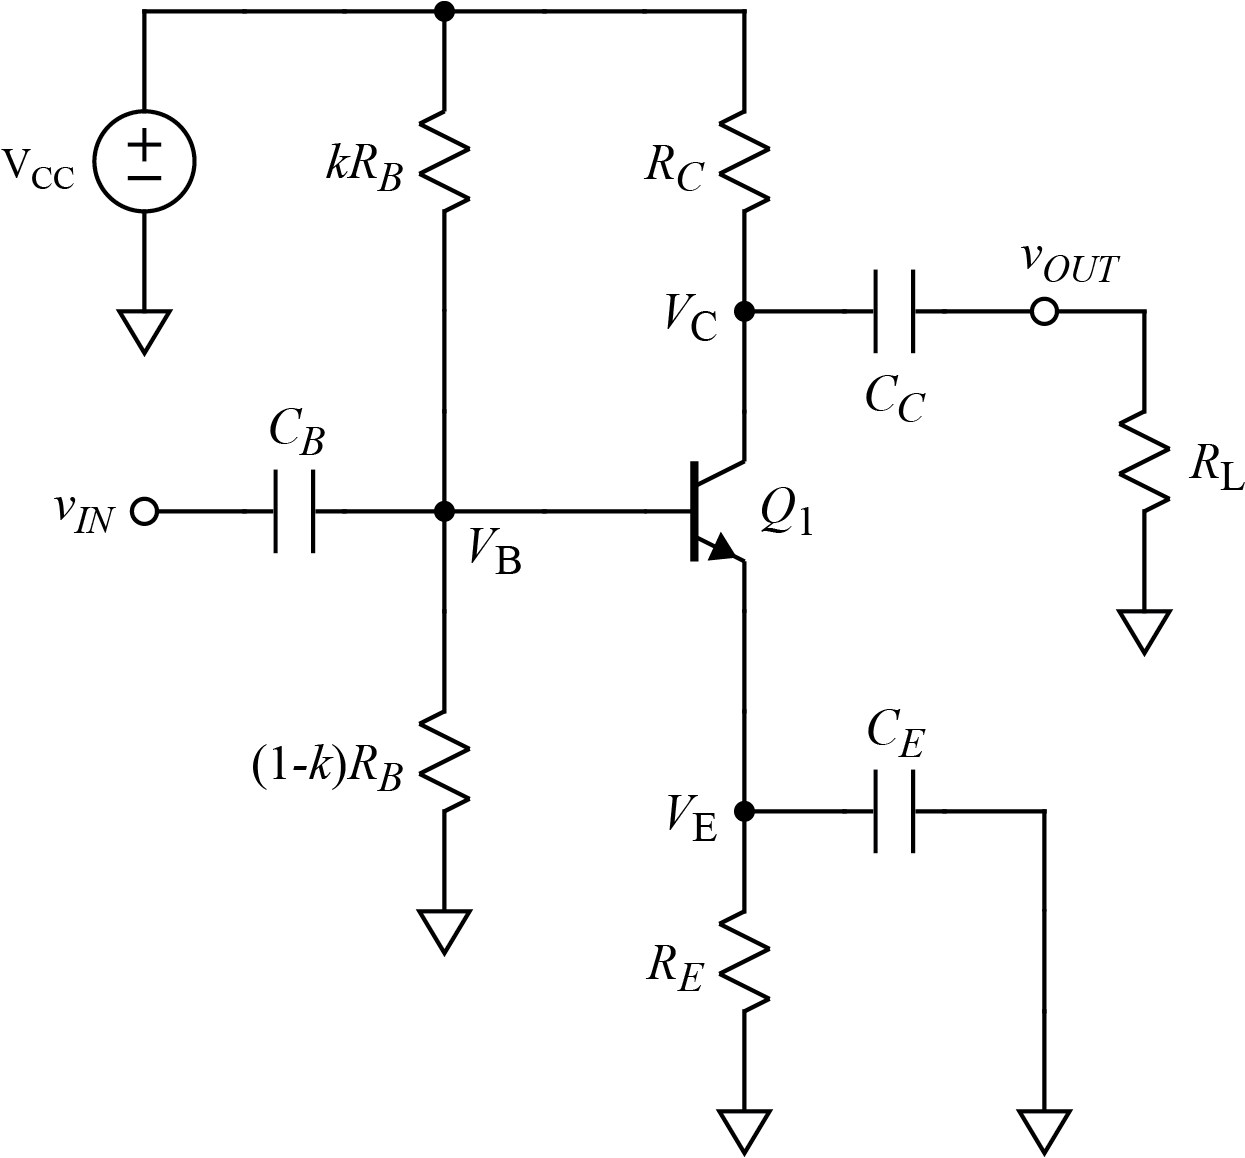 V_CC
kR_B
R_C
v_OUT
V_C
C_C
C_B
R_L
v_IN
Q_1
V_B
C_E
(1-k)R_B
V_E
R_E